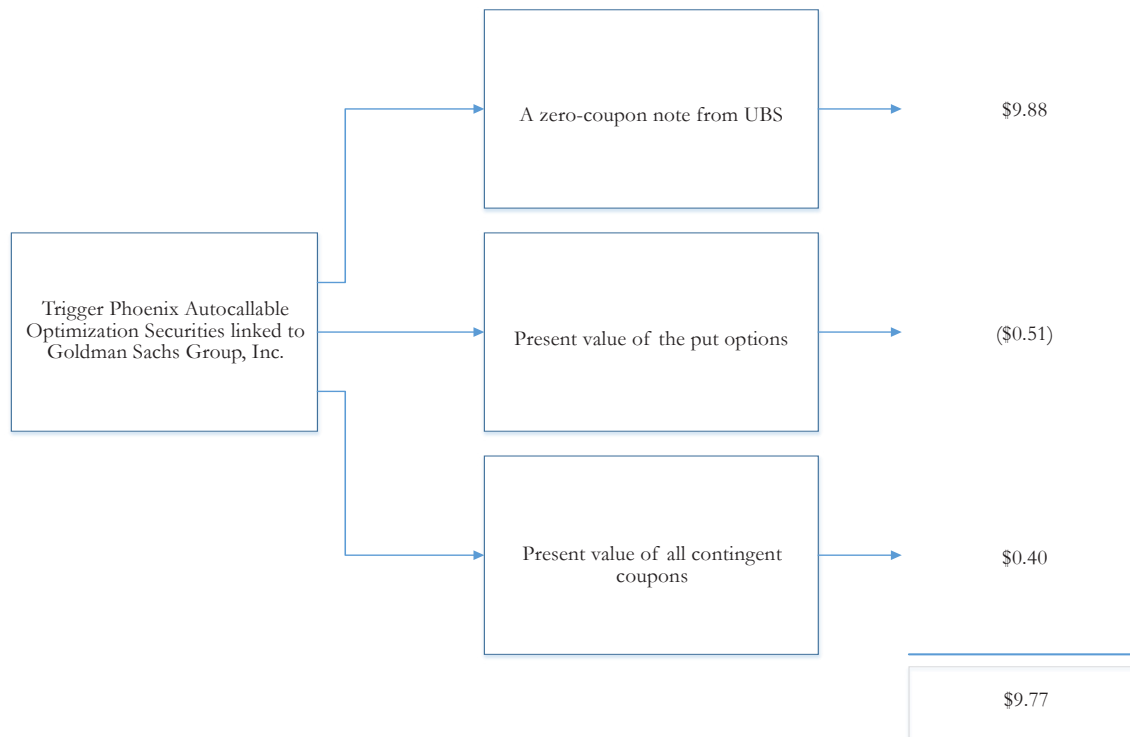 A zero-coupon note from UBS
$9.88
Trigger Phoenix Autocallable
Optimization Securities linked to
Goldman Sachs Group, Inc.
Present value of the put options
($0.51)
Present value of all contingent
coupons
$0.40
$9.77